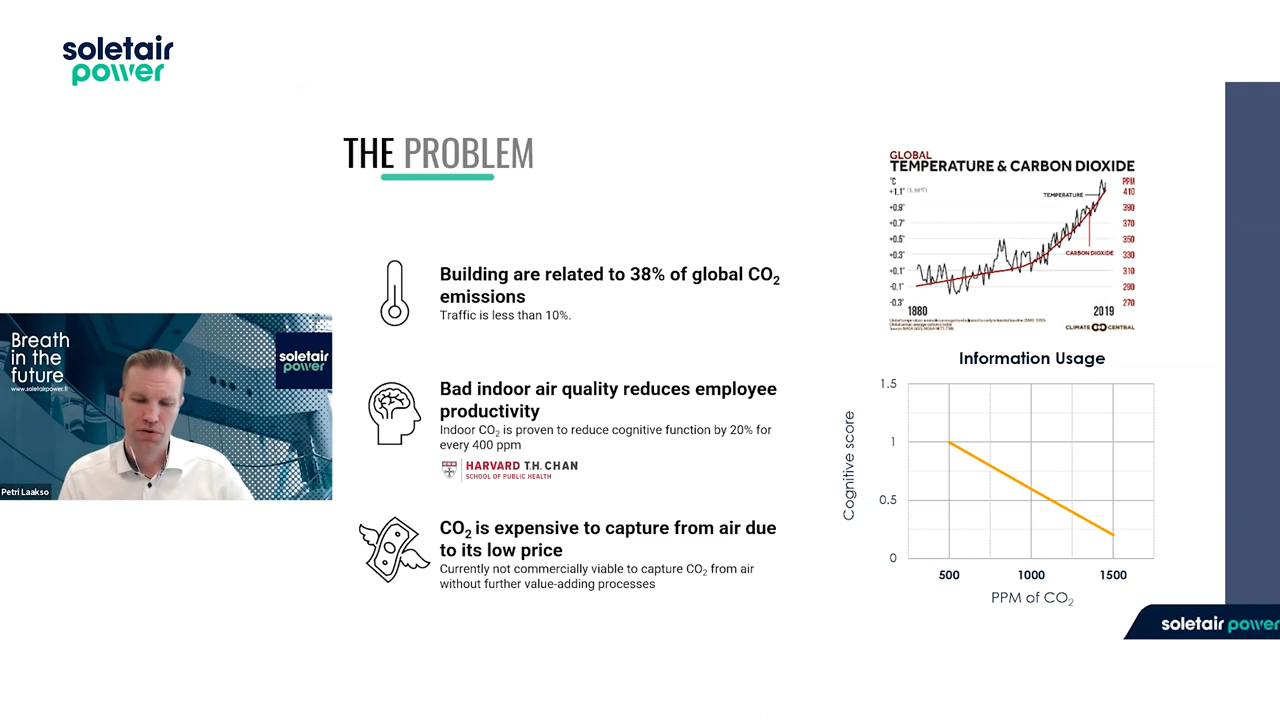 soletair
power
THE PROBLEM
Building are related to 38% of global CO₂
emissions
Traffic is less than 10%.
Bad indoor air quality reduces employee
productivity
Indoor CO₂ is proven to reduce cognitive function by 20% for
every 400 ppm
HARVARD T.H. CHAN
SCHOOL OF PUBLIC HEALTH
CO₂ is expensive to capture from air due
to its low price
Currently not commercially viable to capture CO₂ from air
without further value-adding processes
Breath
in the
future
www.soletairpower.fi
soletair
power
Petri Laakso
GLOBAL
TEMPERATURE & CARBON DIOXIDE
°C PPM
+1.1° 410
TEMPERATURE
+0.9° 390
+0.7° 370
+0.5° 350
+0.3° 330
CARBON DIOXIDE
+0.1° 310
-0.1° 290
-0.3° 270
1880 2019
CLIMATE CENTRAL
Information Usage
Cognitive score
1.5
1
0.5
0
500 1000 1500
PPM of CO₂
soletair power